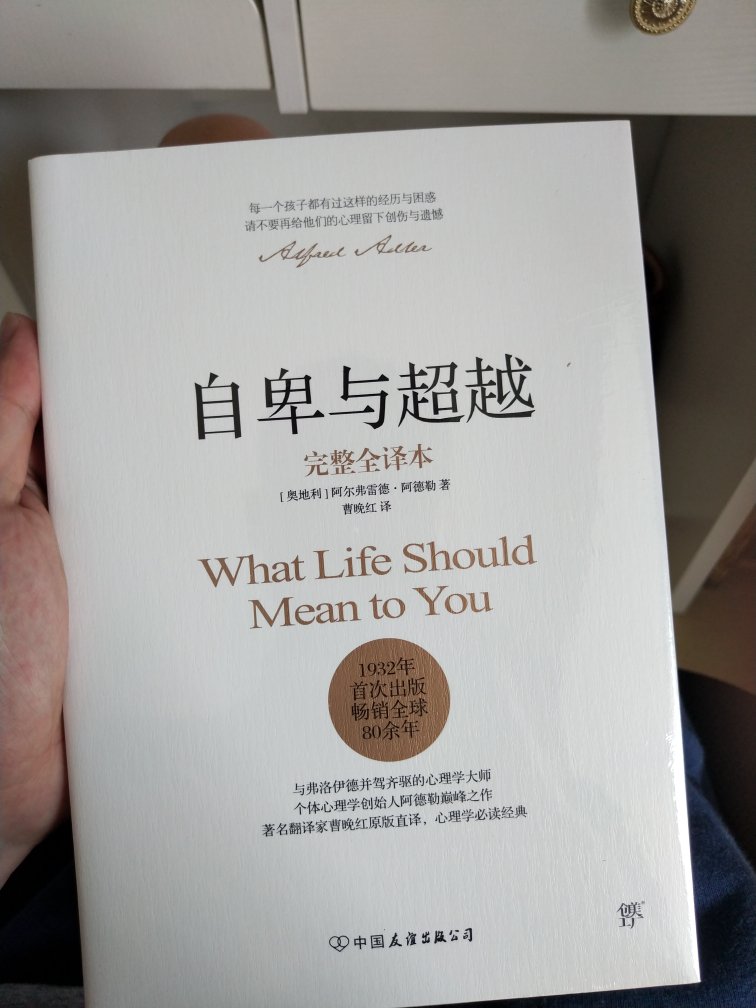 每一个孩子都有过这样的经历与困惑
请不要再给他们的心理留下创伤与遗憾
Alfred Adler
自卑与超越
完整全译本
[奥地利]阿尔弗雷德·阿德勒 著
曹晚红 译
What Life Should
Mean to You
1932年
首次出版
畅销全球
80余年
与弗洛伊德并驾齐驱的心理学大师
个体心理学创始人阿德勒巅峰之作
著名翻译家曹晚红原版直译，心理学必读经典
创美工厂®
中国友谊出版公司